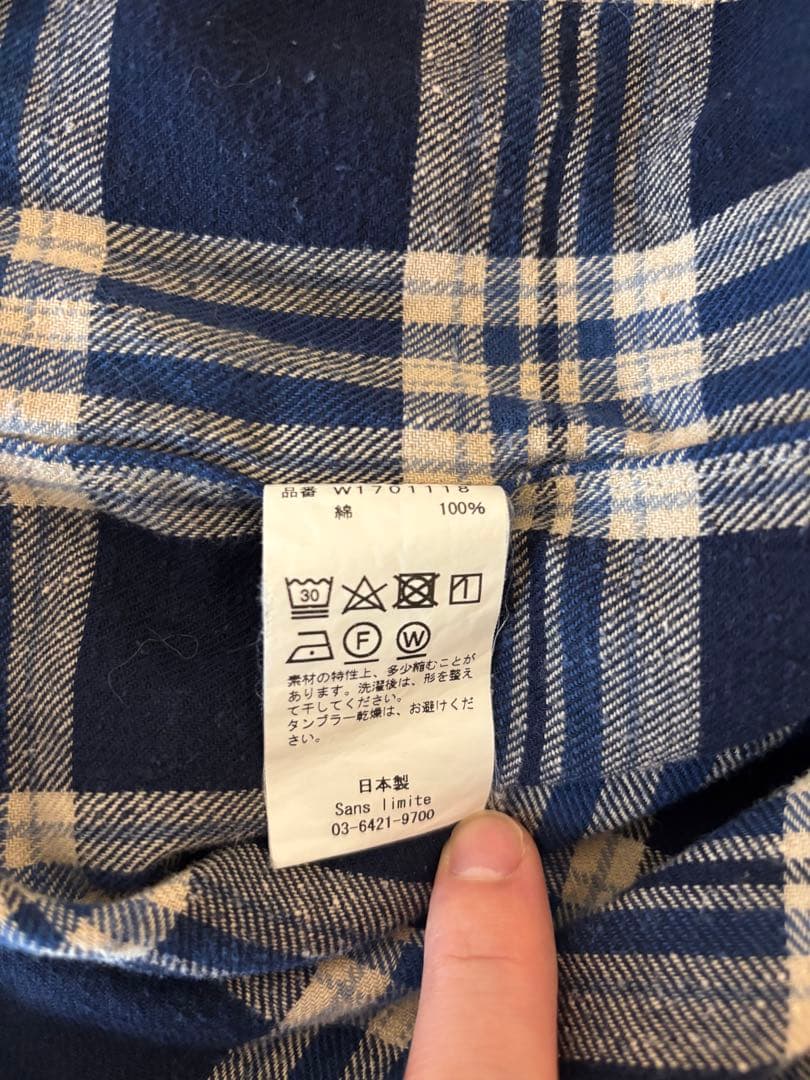 品番 W1701118
綿 100%
30
1
F W
素材の特性上、多少縮むことが
あります。洗濯後は、形を整え
て干してください。
タンブラー乾燥は、お避けくだ
さい。
日本製
Sans limite
03-6421-9700